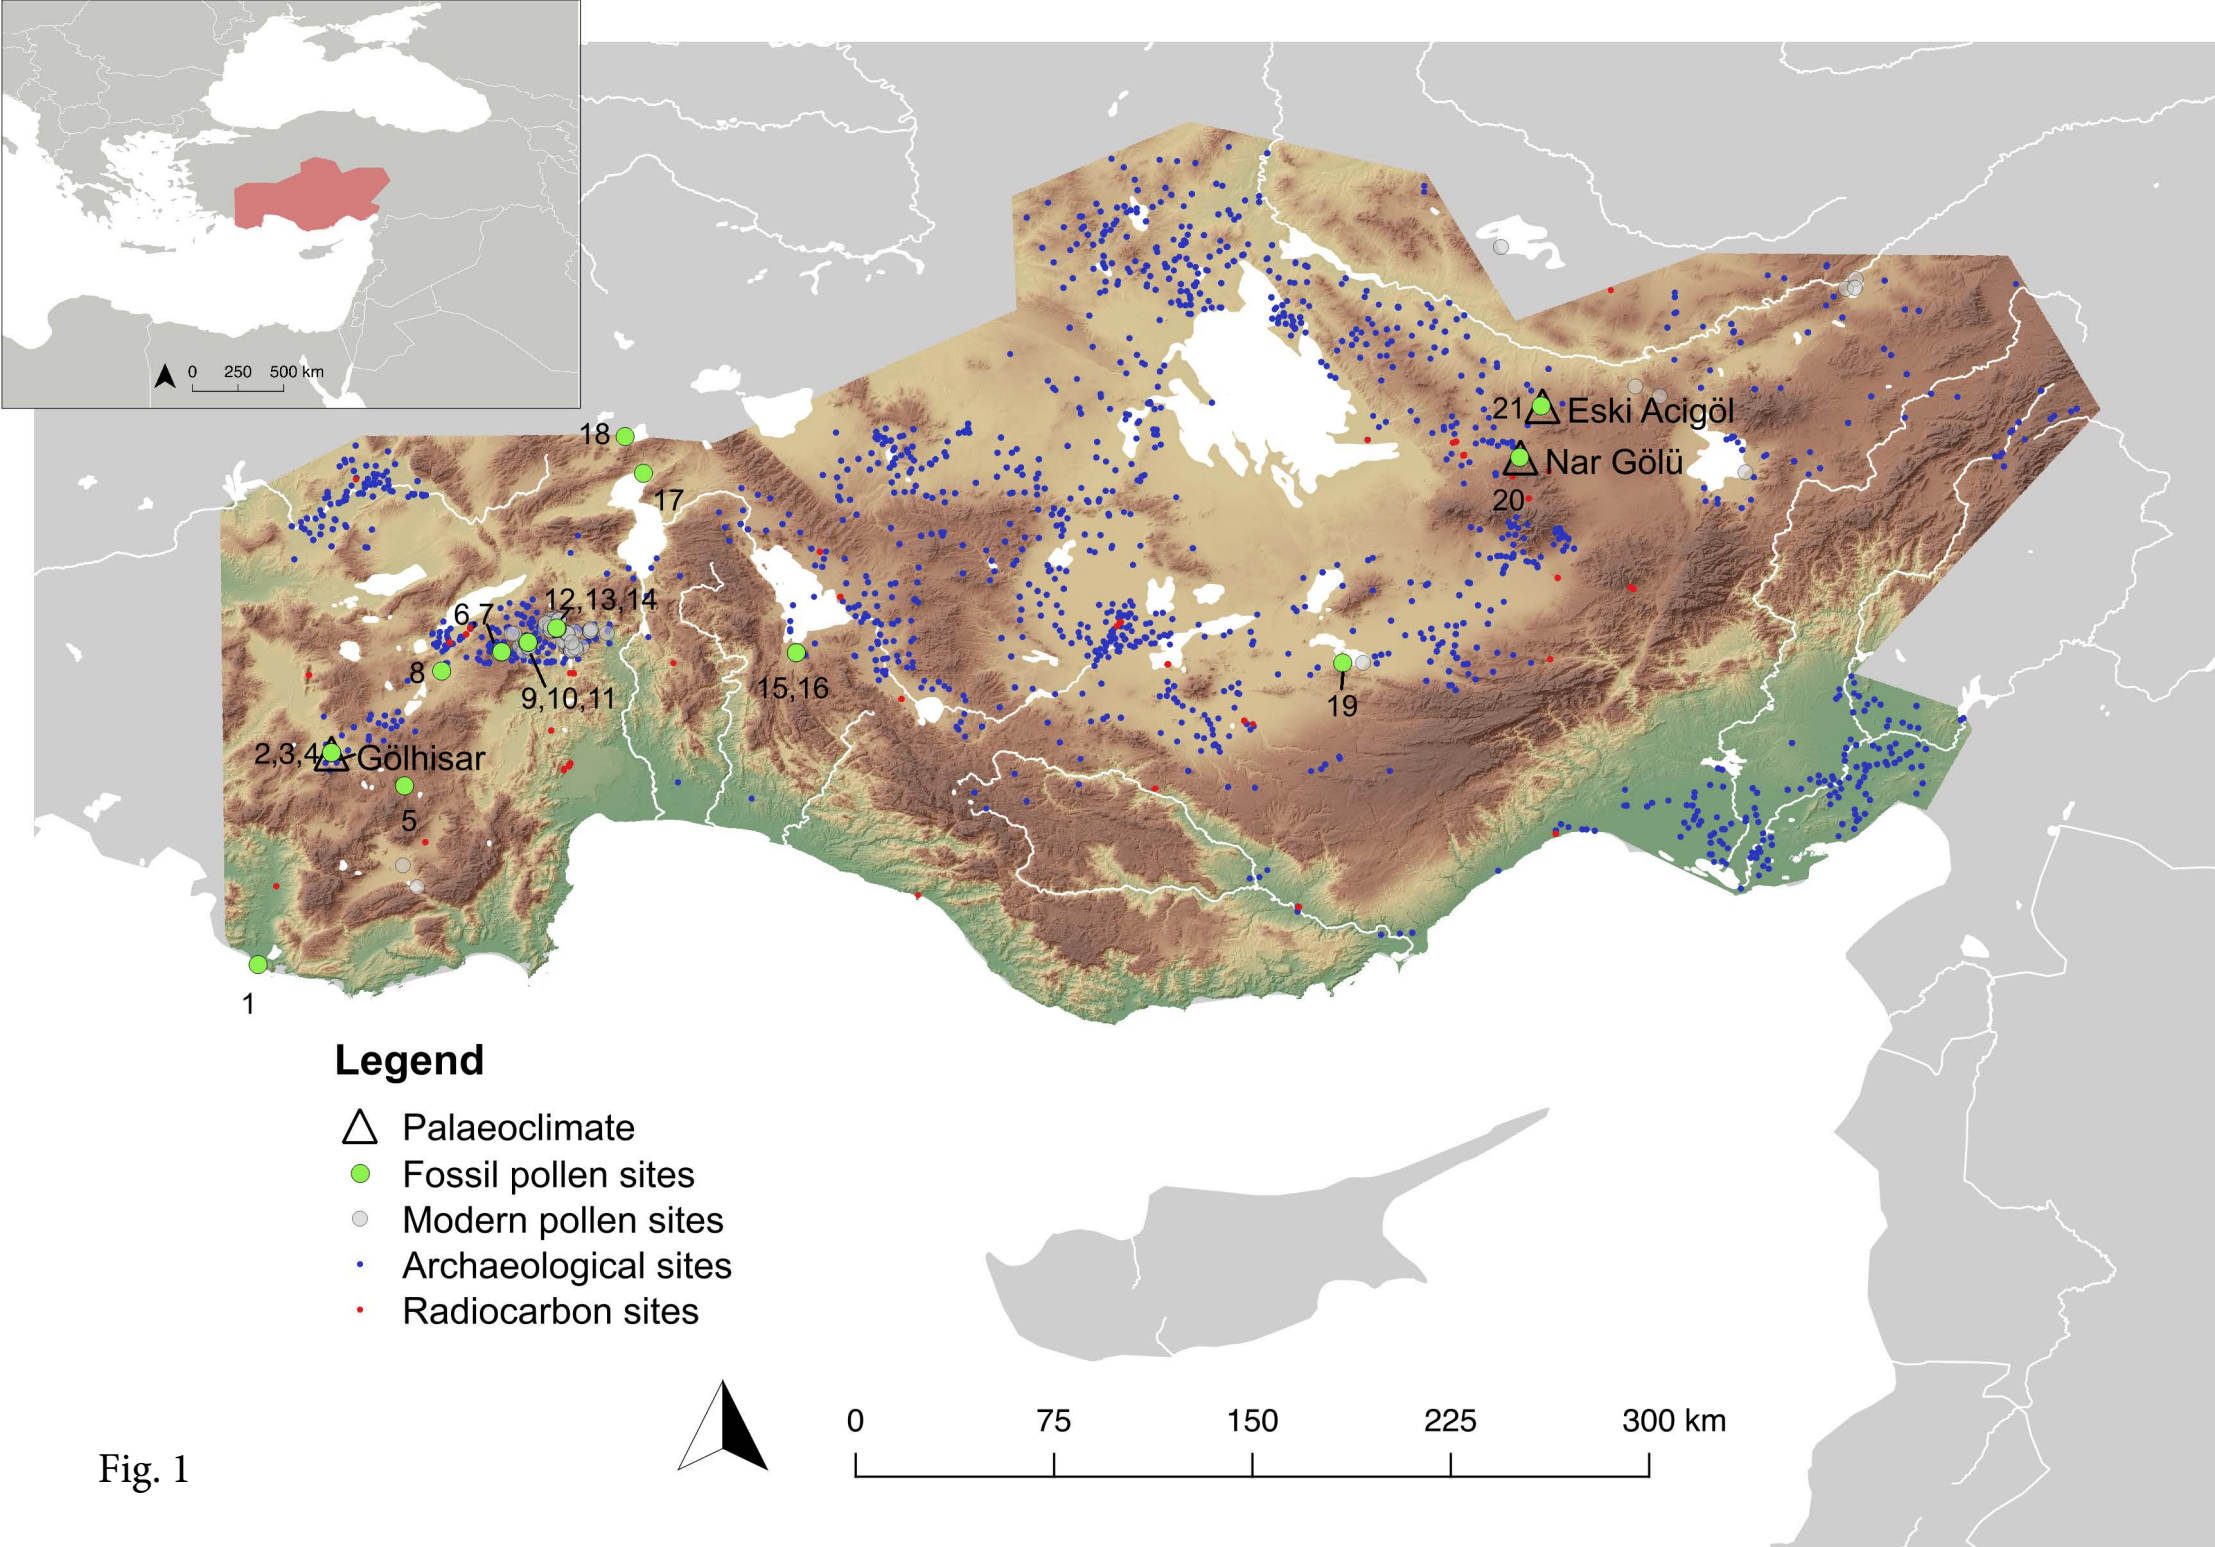 0 250 500 km
18
17
21 Eski Acigöl
Nar Gölü
20
12,13,14
6,7
8
9,10,11
15,16
19
2,3,4 Gölhisar
5
1
Legend
Palaeoclimate
Fossil pollen sites
Modern pollen sites
Archaeological sites
Radiocarbon sites
0 75 150 225 300 km
Fig. 1